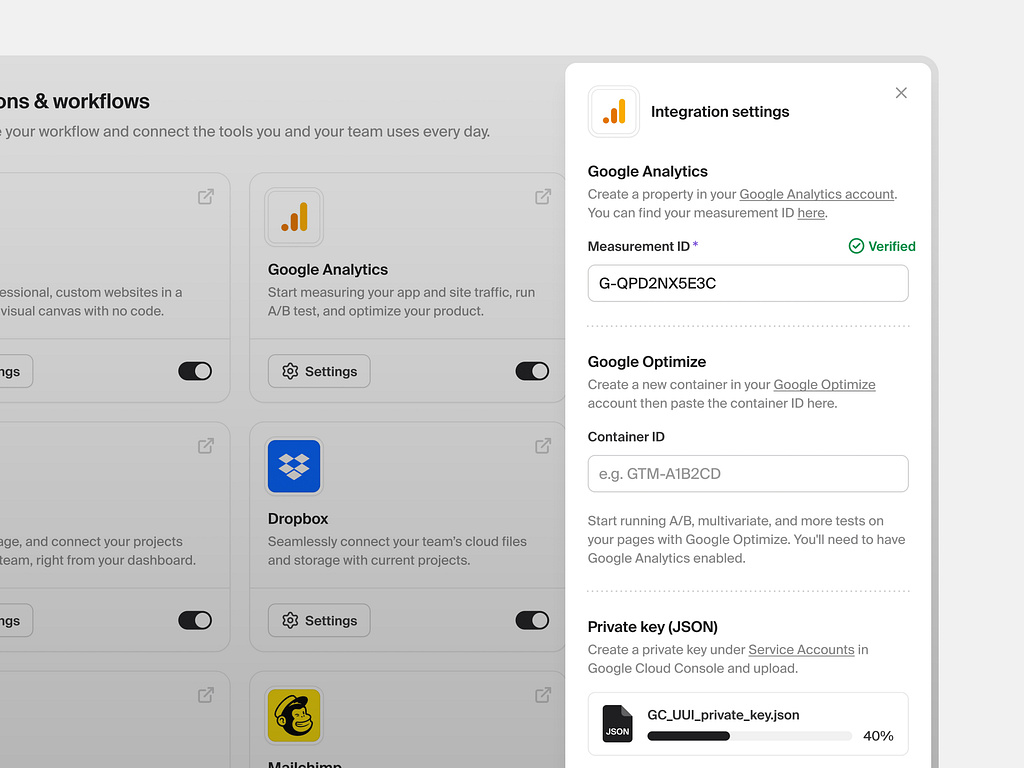 ons & workflows
your workflow and connect the tools you and your team uses every day.
essional, custom websites in a
visual canvas with no code.
ngs
Google Analytics
Start measuring your app and site traffic, run
A/B test, and optimize your product.
Settings
age, and connect your projects
team, right from your dashboard.
ngs
Dropbox
Seamlessly connect your team's cloud files
and storage with current projects.
Settings
Mailchimp
Integration settings
Google Analytics
Create a property in your Google Analytics account.
You can find your measurement ID here.
Measurement ID *
Verified
G-QPD2NX5E3C
Google Optimize
Create a new container in your Google Optimize
account then paste the container ID here.
Container ID
e.g. GTM-A1B2CD
Start running A/B, multivariate, and more tests on
your pages with Google Optimize. You'll need to have
Google Analytics enabled.
Private key (JSON)
Create a private key under Service Accounts in
Google Cloud Console and upload.
JSON
GC_UUI_private_key.json
40%